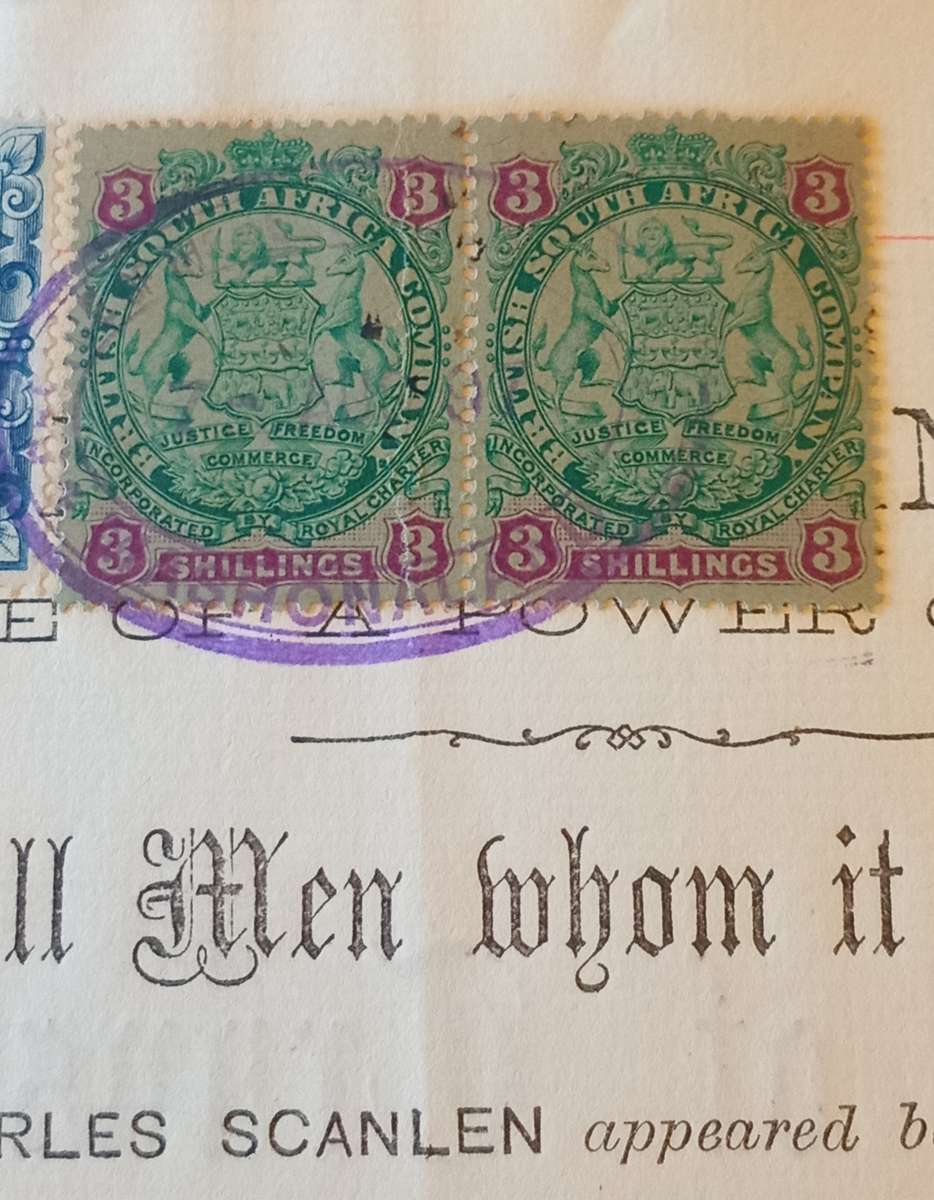 3 3 3 3
BRITISH SOUTH AFRICA COMPANY. BRITISH SOUTH AFRICA COMPANY.
JUSTICE FREEDOM JUSTICE FREEDOM
COMMERCE COMMERCE
INCORPORATED BY ROYAL CHARTER INCORPORATED BY ROYAL CHARTER
3 SHILLINGS 3 3 SHILLINGS 3
E OF A POWER
ll Men whom it
RLES SCANLEN appeared b